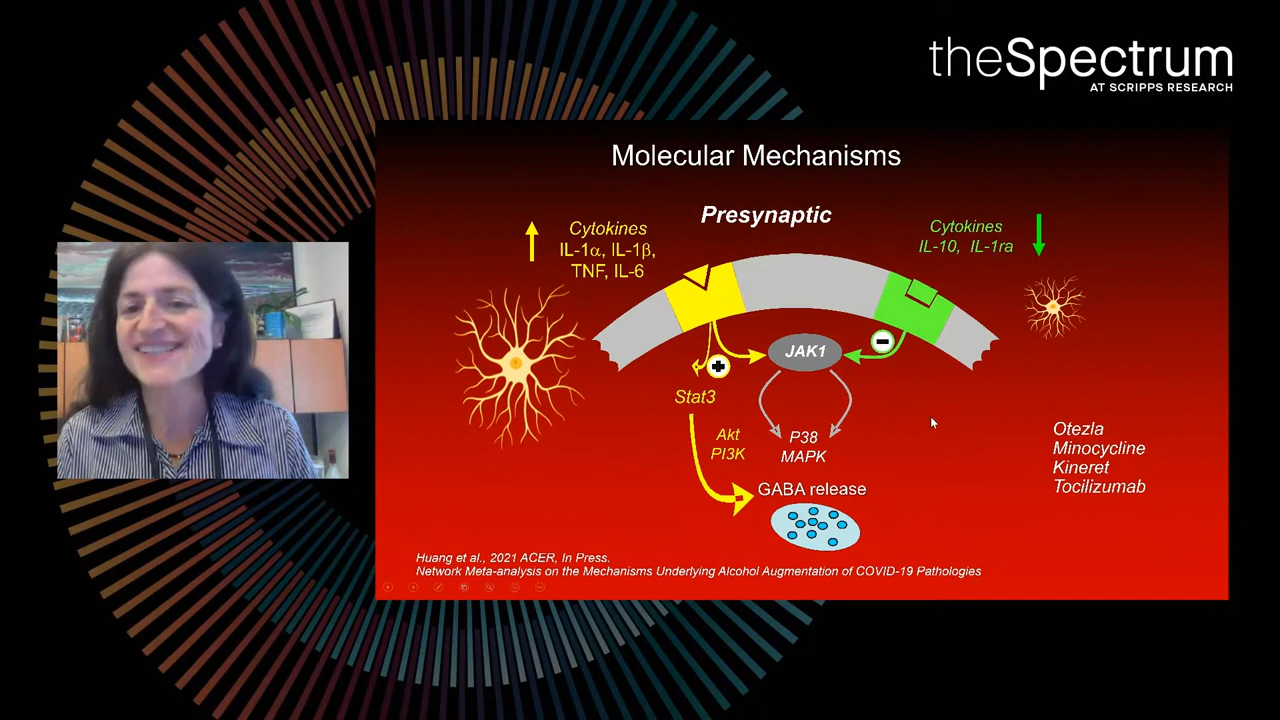 theSpectrum
AT SCRIPPS RESEARCH
Molecular Mechanisms
Presynaptic
Cytokines
IL-1α, IL-1β,
TNF, IL-6
Cytokines
IL-10, IL-1ra
JAK1
Stat3
Akt
PI3K
P38
MAPK
GABA release
Otezla
Minocycline
Kineret
Tocilizumab
Huang et al., 2021 ACER, In Press.
Network Meta-analysis on the Mechanisms Underlying Alcohol Augmentation of COVID-19 Pathologies